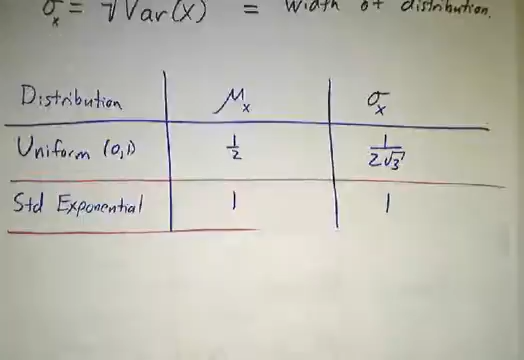 σₓ = √Var(X) = Width of distribution.
Distribution μₓ σₓ
Uniform (0,1) 1/2 1/(2√3)
Std Exponential 1 1